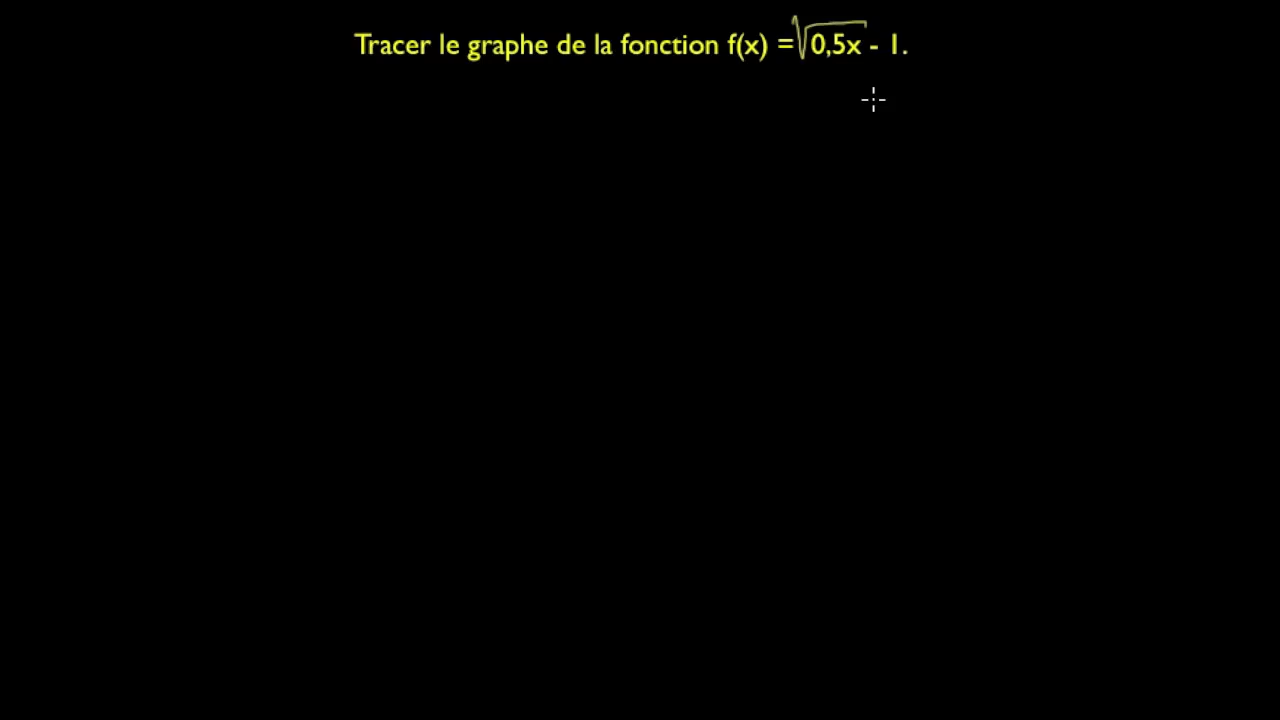 Tracer le graphe de la fonction f(x) =√0,5x - 1.